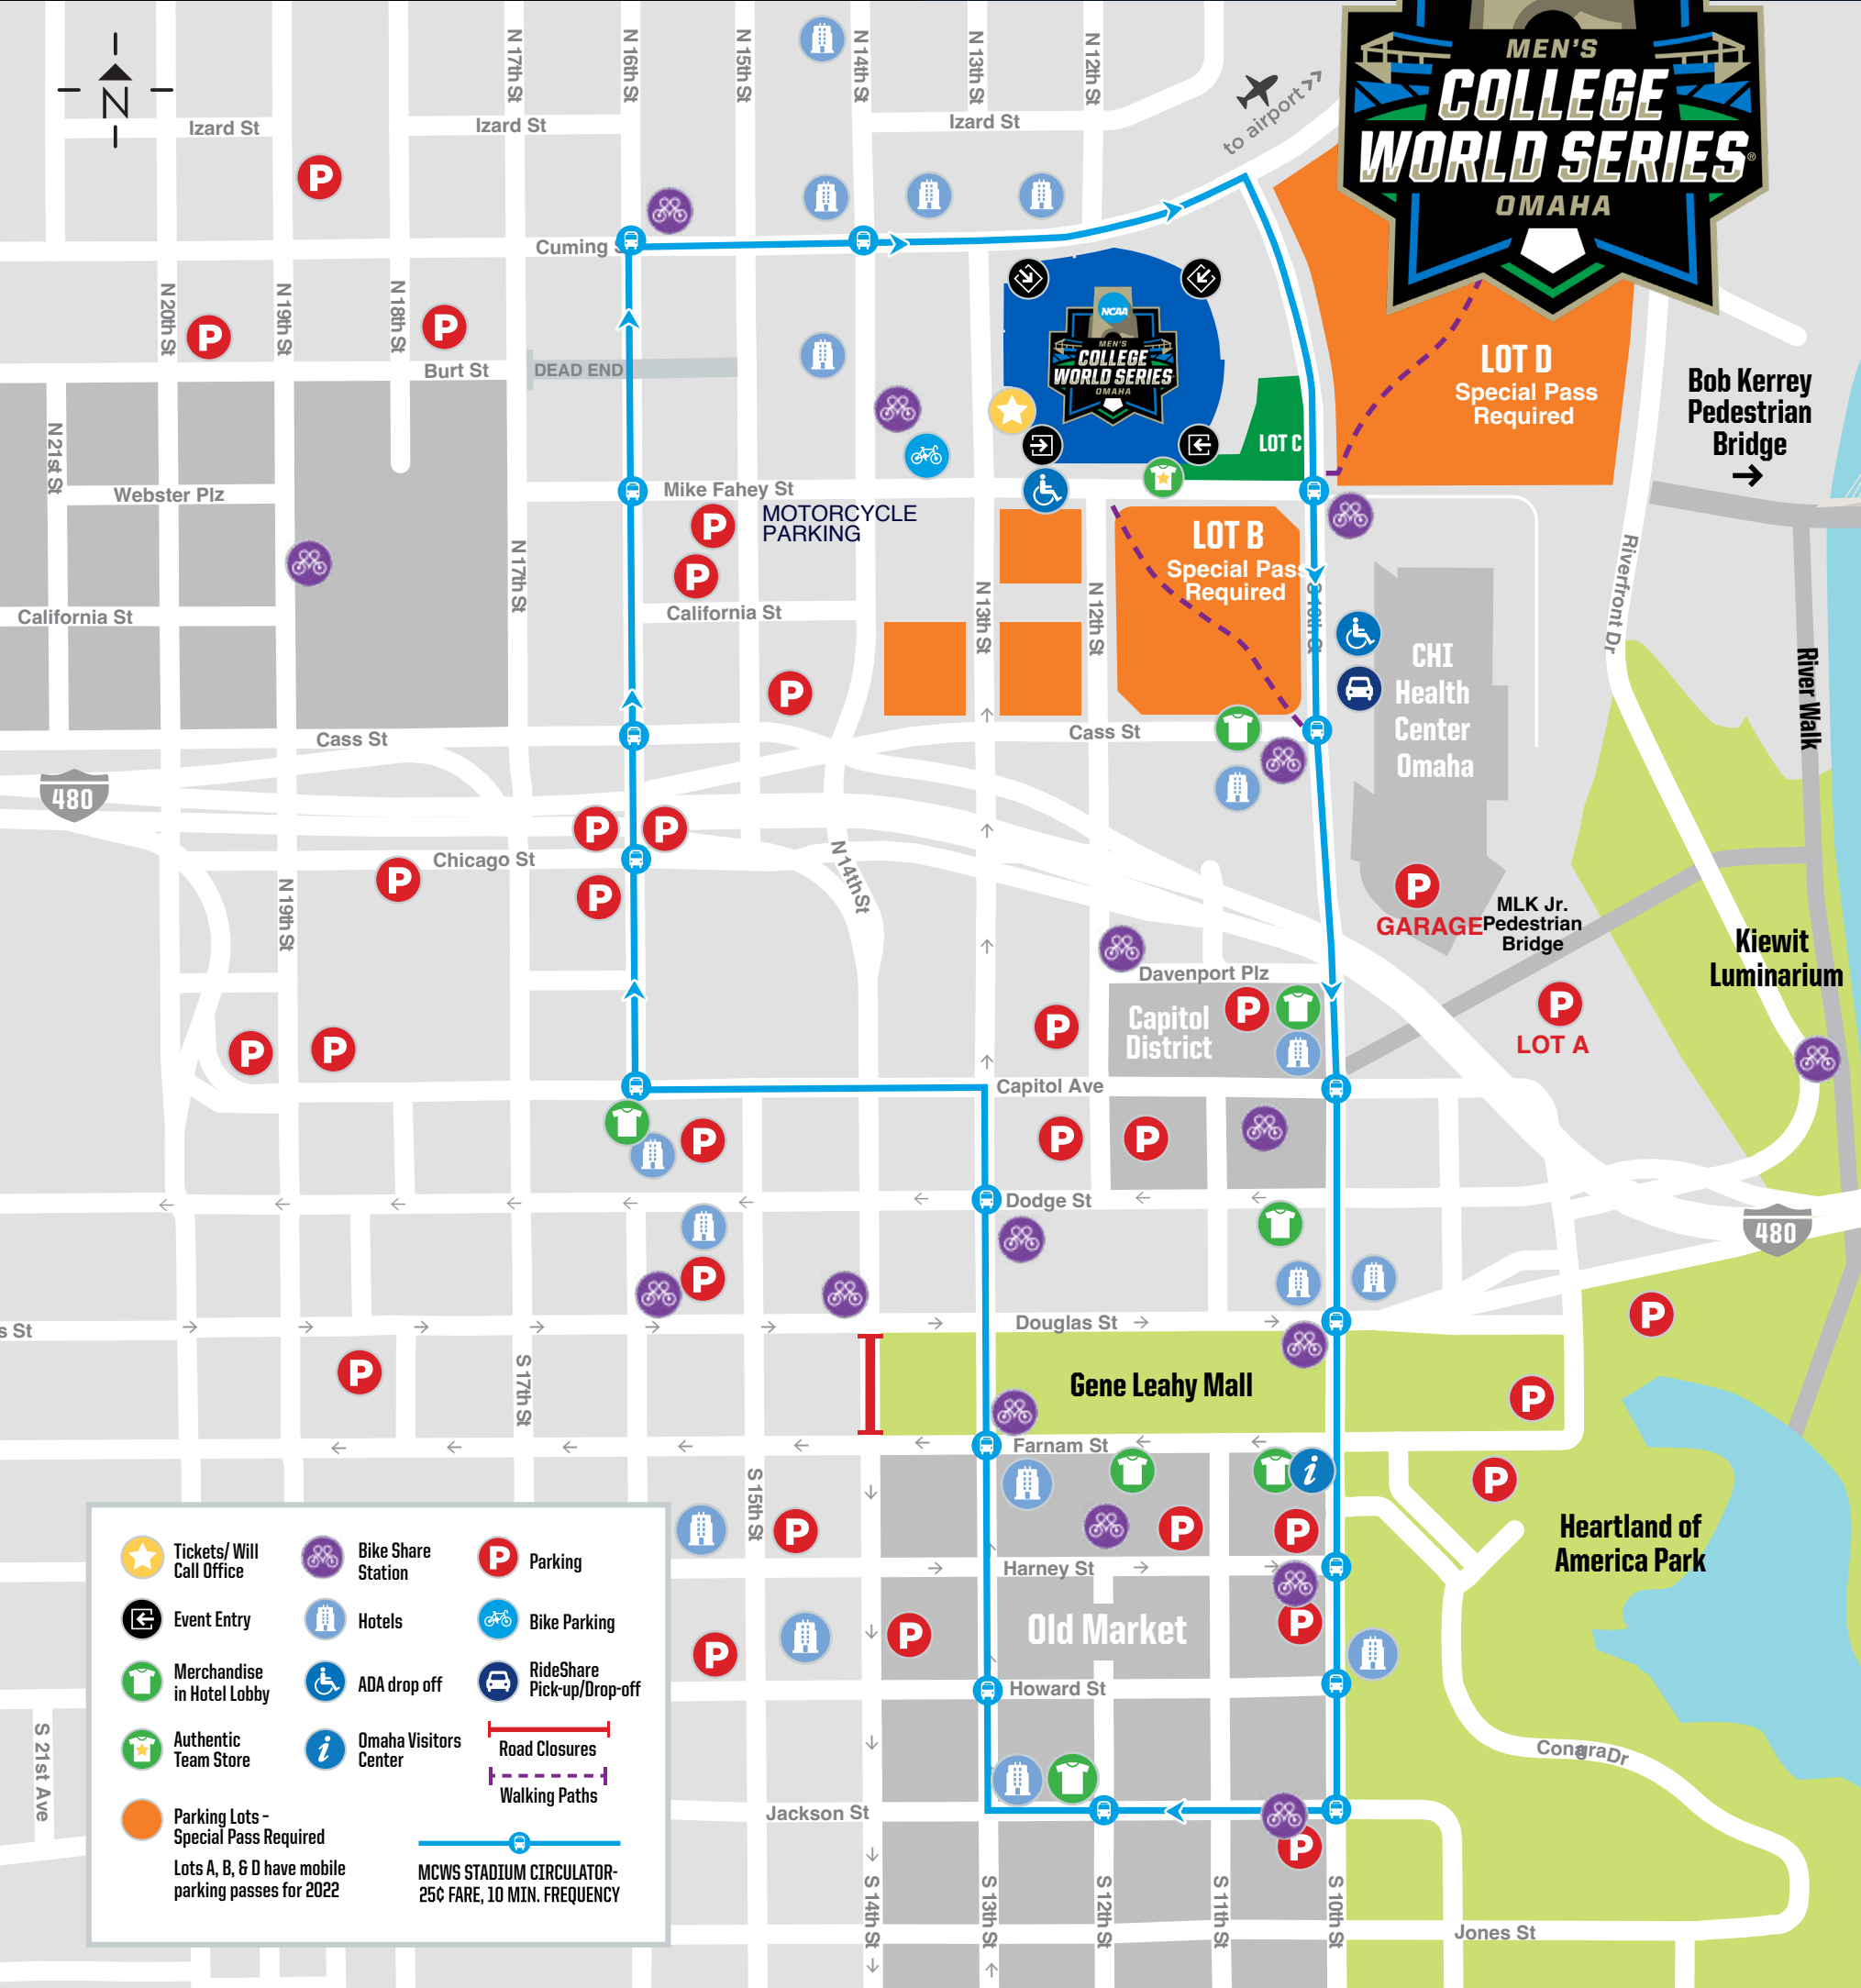 MEN'S
COLLEGE
WORLD SERIES®
OMAHA
N
N 17th St
N 16th St
N 15th St
N 14th St
N 13th St
N 12th St
Izard St
Izard St
Izard St
to airport >>
P
Cuming
N 20th St
N 19th St
N 18th St
P
P
Burt St
DEAD END
NCAA
MEN'S
COLLEGE
WORLD SERIES
OMAHA
LOT C
LOT D
Special Pass
Required
Bob Kerrey
Pedestrian
Bridge
N 21st St
Webster Plz
Mike Fahey St
P
MOTORCYCLE
PARKING
P
LOT B
Special Pass
Required
N 17th St
N 13th St
N 12th St
Riverfront Dr
California St
California St
P
CHI
Health
Center
Omaha
River Walk
Cass St
Cass St
480
P
P
Chicago St
N 14th St
P
P
P
GARAGE
MLK Jr.
Pedestrian
Bridge
N 19th St
Kiewit
Luminarium
Davenport Plz
Capitol
District
P
P
P
LOT A
P
P
Capitol Ave
P
P
P
Dodge St
480
P
s St
Douglas St
P
P
S 17th St
Gene Leahy Mall
P
Farnam St
i
P
S 15th St
P
P
P
Heartland of
America Park
Harney St
Old Market
P
P
P
Howard St
Conagra Dr
Jackson St
P
S 21st Ave
S 14th St
S 13th St
S 12th St
S 11th St
S 10th St
Jones St
Tickets/ Will
Call Office
Bike Share
Station
P
Parking
Event Entry
Hotels
Bike Parking
Merchandise
in Hotel Lobby
ADA drop off
RideShare
Pick-up/Drop-off
Authentic
Team Store
i
Omaha Visitors
Center
Road Closures
Walking Paths
Parking Lots –
Special Pass Required
Lots A, B, & D have mobile
parking passes for 2022
MCWS STADIUM CIRCULATOR-
25¢ FARE, 10 MIN. FREQUENCY